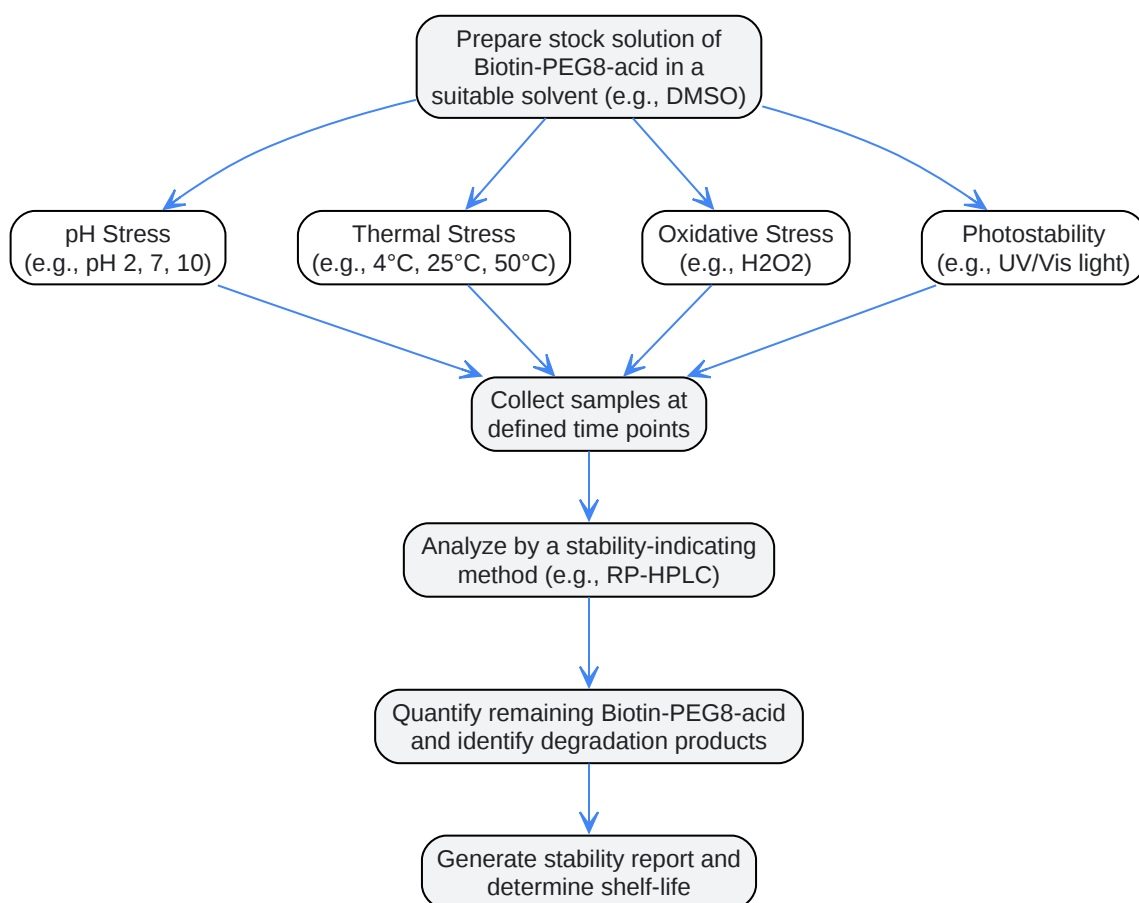 Prepare stock solution of
Biotin-PEG8-acid in a
suitable solvent (e.g., DMSO)
pH Stress
(e.g., pH 2, 7, 10)
Thermal Stress
(e.g., 4°C, 25°C, 50°C)
Oxidative Stress
(e.g., H2O2)
Photostability
(e.g., UV/Vis light)
Collect samples at
defined time points
Analyze by a stability-indicating
method (e.g., RP-HPLC)
Quantify remaining Biotin-PEG8-acid
and identify degradation products
Generate stability report and
determine shelf-life